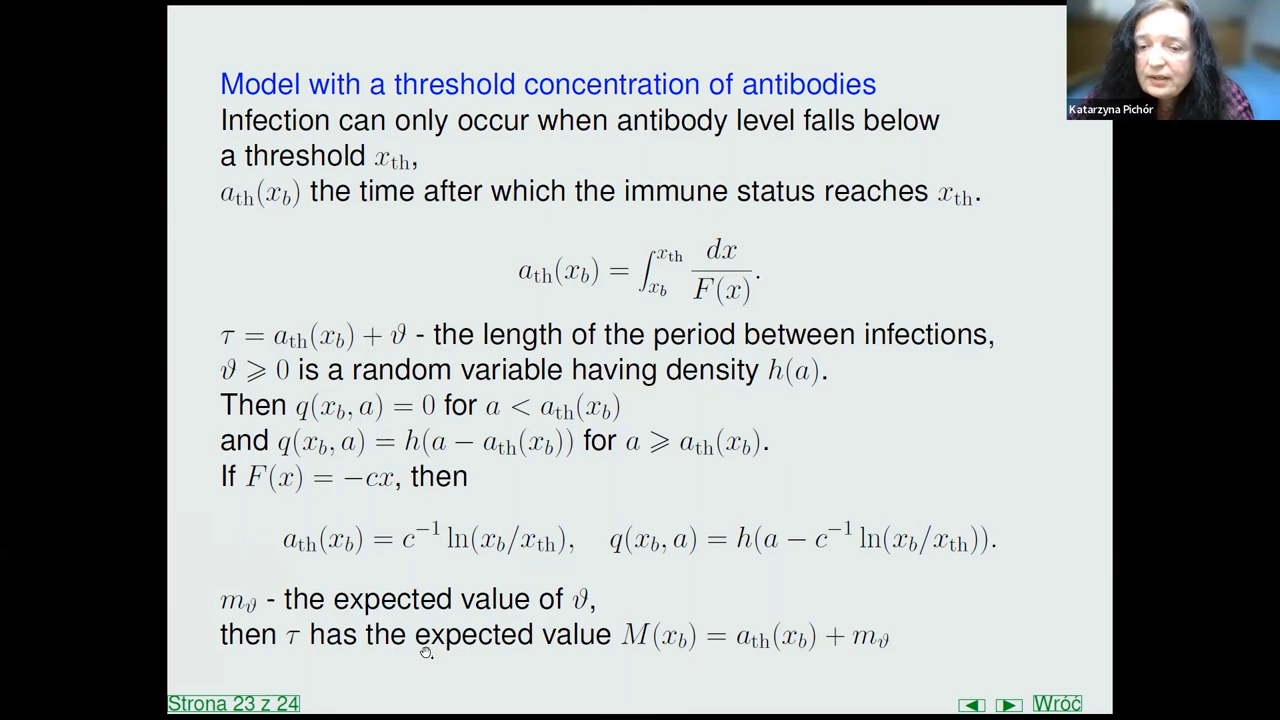 Model with a threshold concentration of antibodies
Infection can only occur when antibody level falls below
a threshold x_th,
a_th(x_b) the time after which the immune status reaches x_th.
a_th(x_b) = ∫_{x_b}^{x_th} dx/F(x).
τ = a_th(x_b) + ϑ - the length of the period between infections,
ϑ ⩾ 0 is a random variable having density h(a).
Then q(x_b, a) = 0 for a < a_th(x_b)
and q(x_b, a) = h(a − a_th(x_b)) for a ⩾ a_th(x_b).
If F(x) = −cx, then
a_th(x_b) = c^{−1} ln(x_b/x_th), q(x_b, a) = h(a − c^{−1} ln(x_b/x_th)).
m_ϑ - the expected value of ϑ,
then τ has the expected value M(x_b) = a_th(x_b) + m_ϑ
Strona 23 z 24
Wróć
Katarzyna Pichór